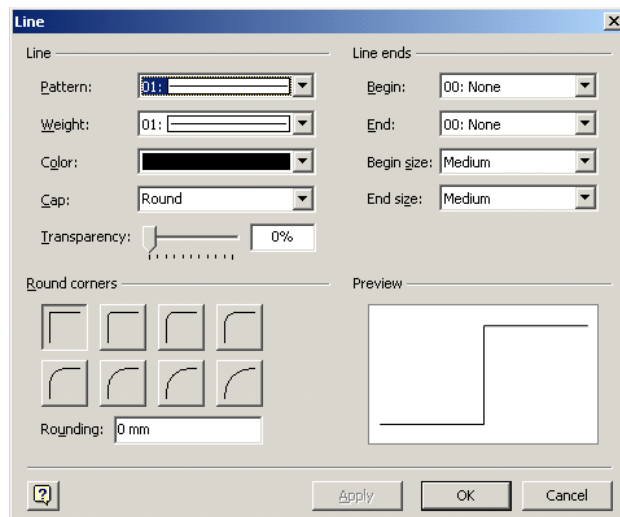 Line
Line
Pattern: 01:
Weight: 01:
Color:
Cap: Round
Transparency: 0%
Line ends
Begin: 00: None
End: 00: None
Begin size: Medium
End size: Medium
Round corners
Rounding: 0 mm
Preview
Apply OK Cancel